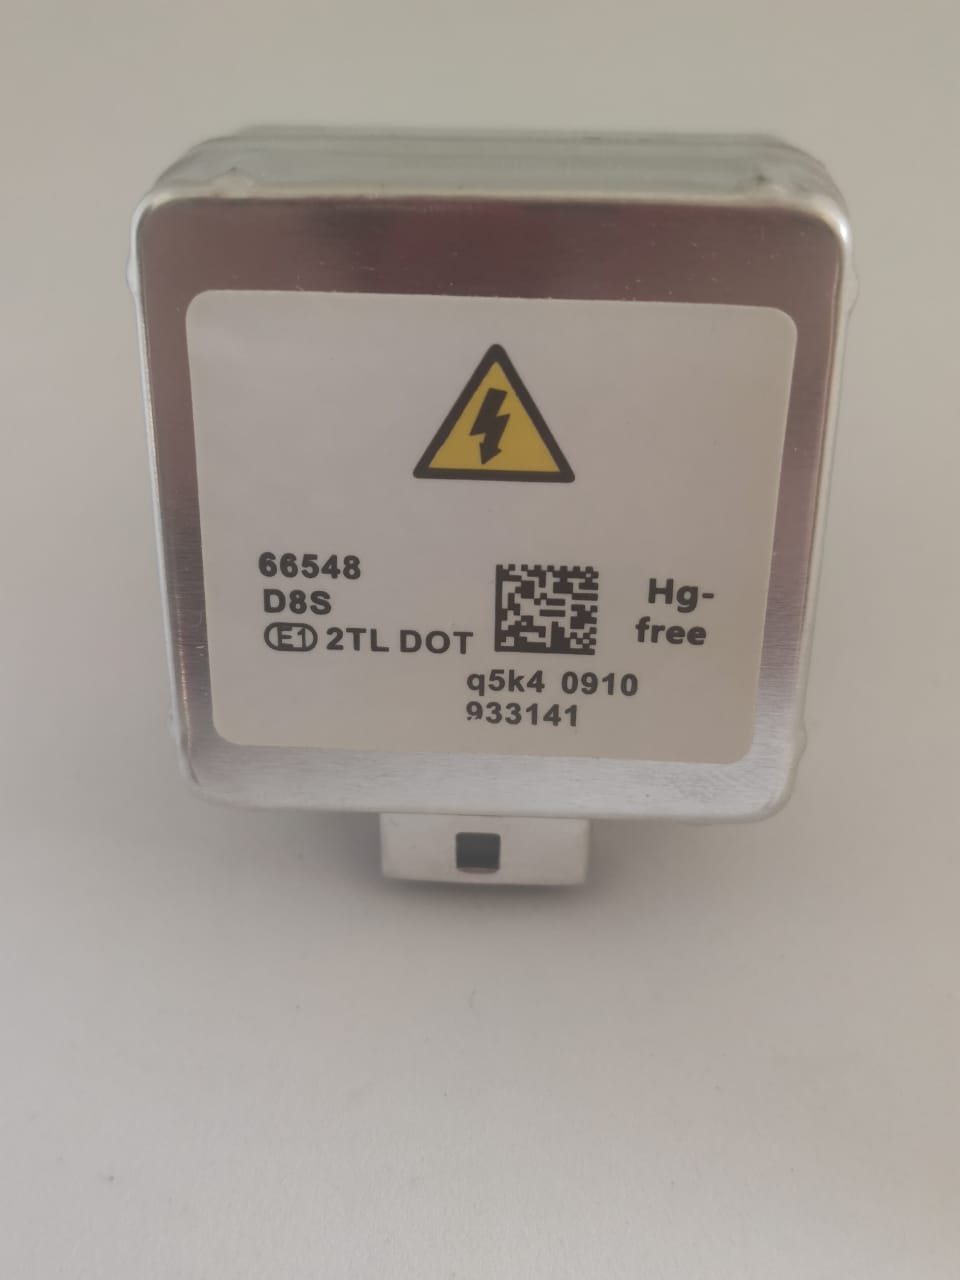 66548
D8S
E1 2TL DOT
Hg-
free
q5k4 0910
933141